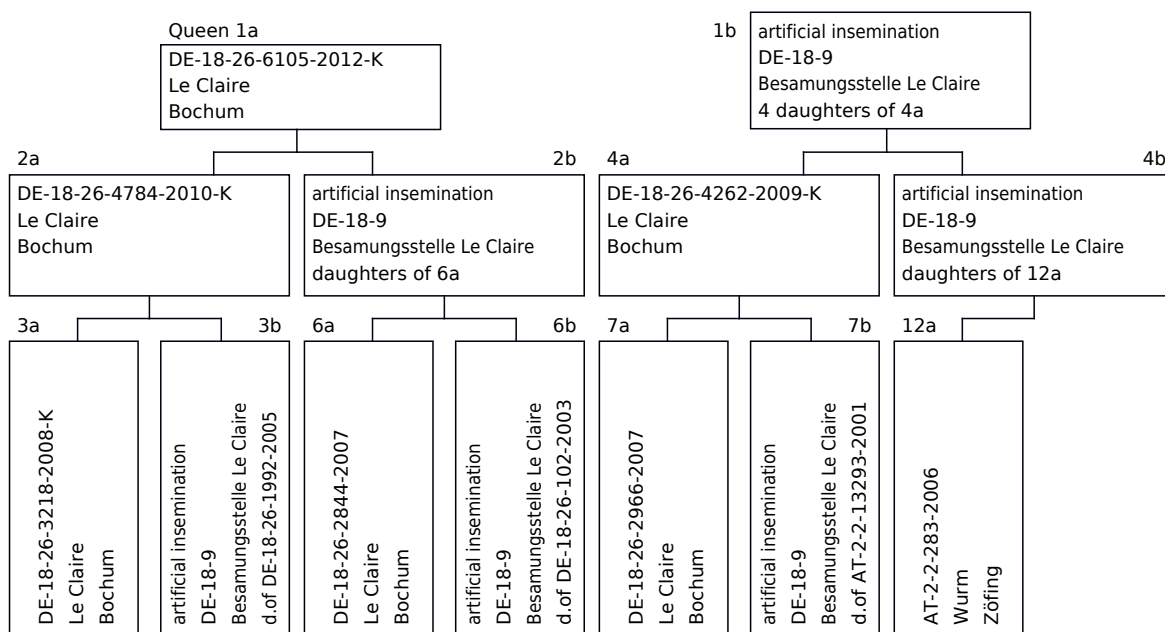 Queen 1a
DE-18-26-6105-2012-K
Le Claire
Bochum
1b
artificial insemination
DE-18-9
Besamungsstelle Le Claire
4 daughters of 4a
2a
DE-18-26-4784-2010-K
Le Claire
Bochum
2b
artificial insemination
DE-18-9
Besamungsstelle Le Claire
daughters of 6a
4a
DE-18-26-4262-2009-K
Le Claire
Bochum
4b
artificial insemination
DE-18-9
Besamungsstelle Le Claire
daughters of 12a
3a
DE-18-26-3218-2008-K
Le Claire
Bochum
3b
artificial insemination
DE-18-9
Besamungsstelle Le Claire
d.of DE-18-26-1992-2005
6a
DE-18-26-2844-2007
Le Claire
Bochum
6b
artificial insemination
DE-18-9
Besamungsstelle Le Claire
d.of DE-18-26-102-2003
7a
DE-18-26-2966-2007
Le Claire
Bochum
7b
artificial insemination
DE-18-9
Besamungsstelle Le Claire
d.of AT-2-2-13293-2001
12a
AT-2-2-283-2006
Wurm
Zöfing